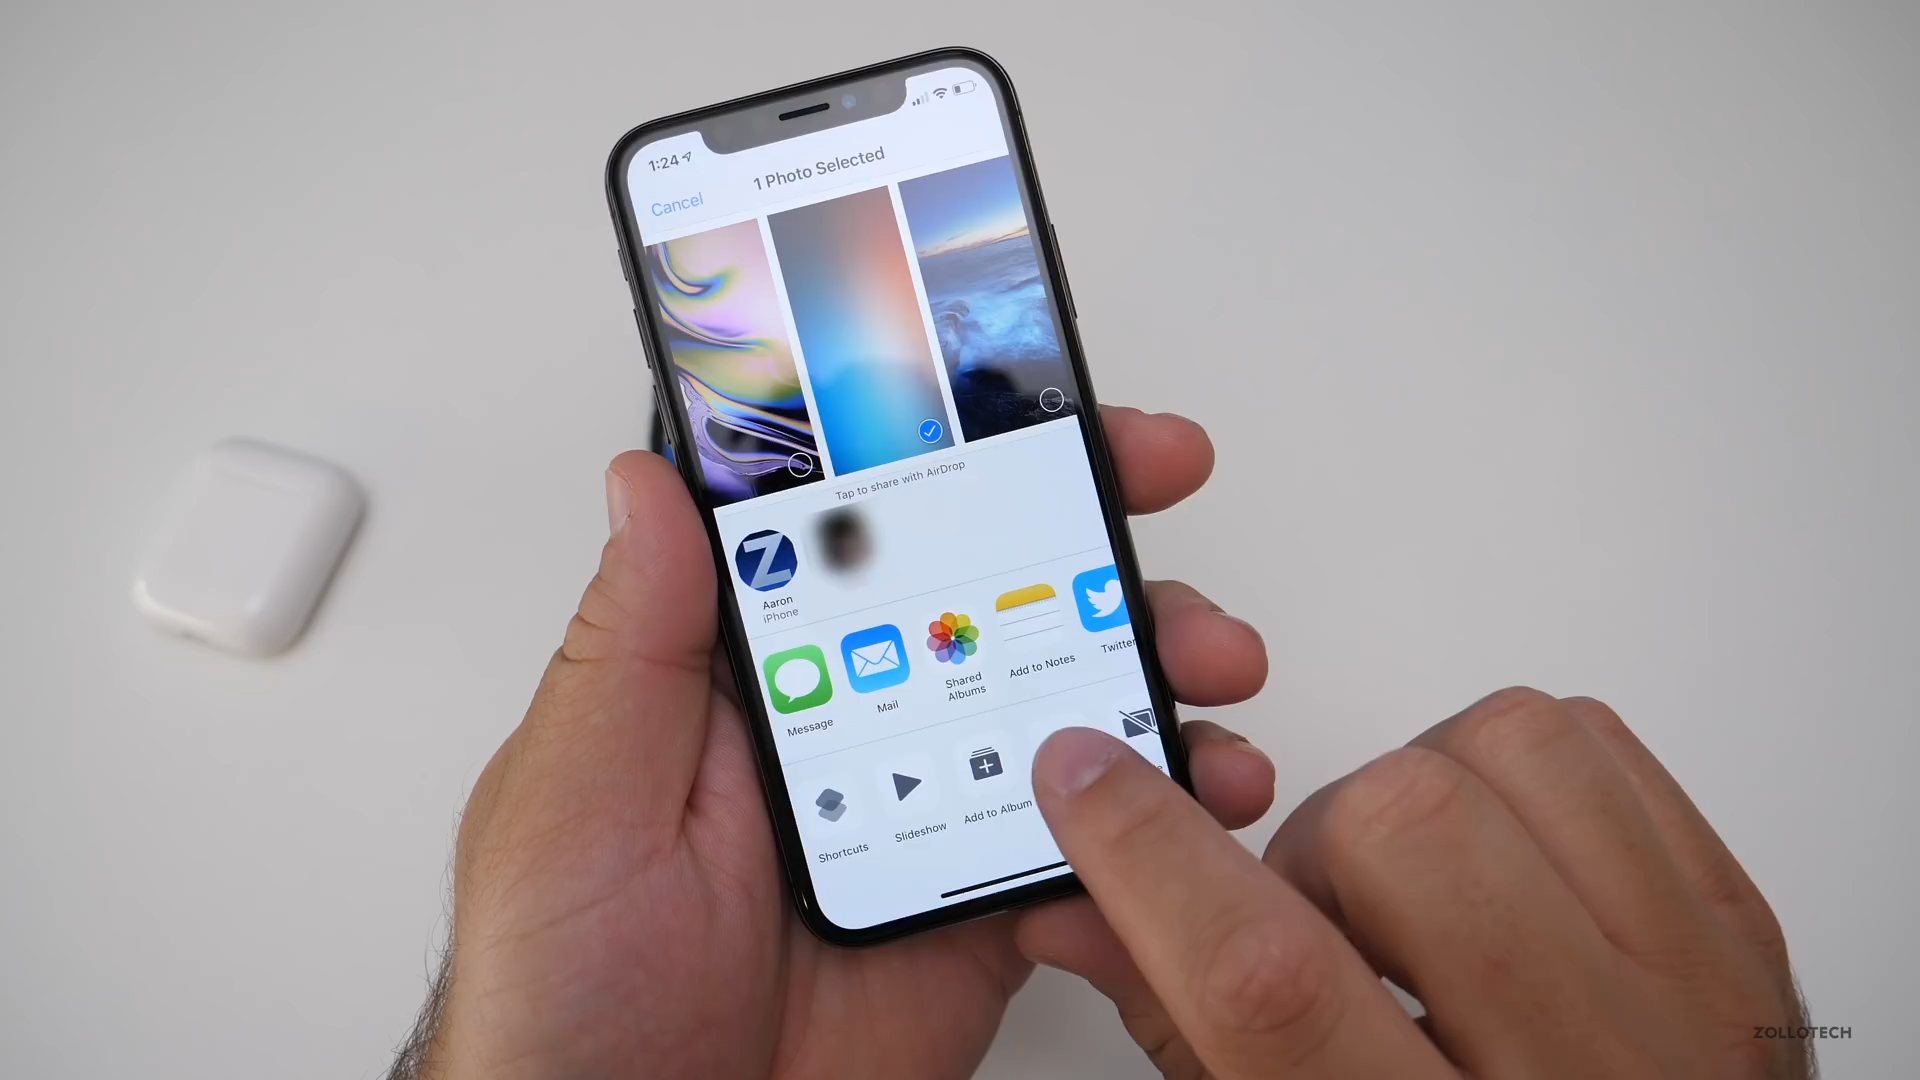 1:24
1 Photo Selected
Cancel
Tap to share with AirDrop
Z
Aaron
iPhone
Message
Mail
Shared
Albums
Add to Notes
Twitter
Shortcuts
Slideshow
Add to Album
ZOLLOTECH